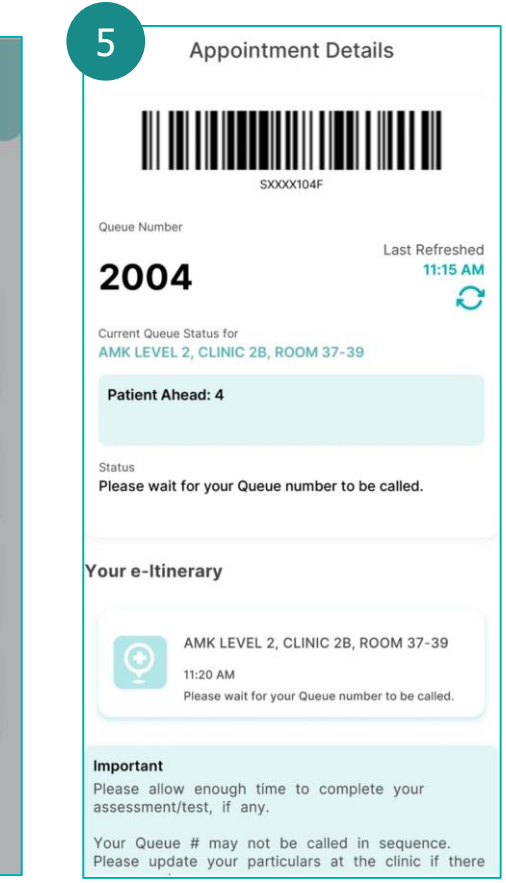 5
Appointment Details
SXXXX104F
Queue Number
Last Refreshed
2004
11:15 AM
Current Queue Status for
AMK LEVEL 2, CLINIC 2B, ROOM 37-39
Patient Ahead: 4
Status
Please wait for your Queue number to be called.
Your e-Itinerary
AMK LEVEL 2, CLINIC 2B, ROOM 37-39
11:20 AM
Please wait for your Queue number to be called.
Important
Please allow enough time to complete your
assessment/test, if any.
Your Queue # may not be called in sequence.
Please update your particulars at the clinic if there